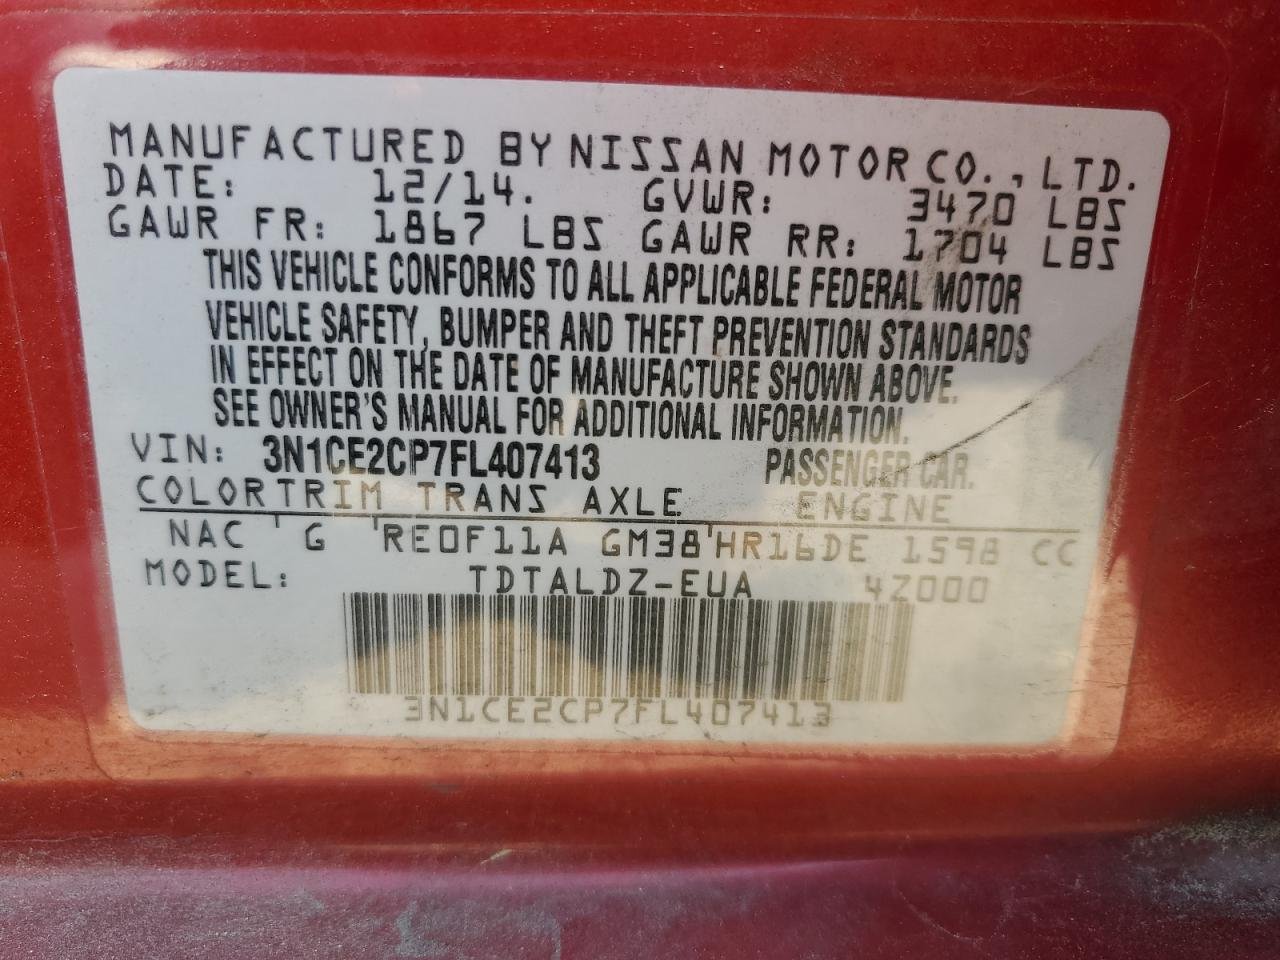 MANUFACTURED BY NISSAN MOTOR CO., LTD.
DATE: 12/14. GVWR: 3470 LBS
GAWR FR: 1867 LBS GAWR RR: 1704 LBS
THIS VEHICLE CONFORMS TO ALL APPLICABLE FEDERAL MOTOR
VEHICLE SAFETY, BUMPER AND THEFT PREVENTION STANDARDS
IN EFFECT ON THE DATE OF MANUFACTURE SHOWN ABOVE.
SEE OWNER'S MANUAL FOR ADDITIONAL INFORMATION.
VIN: 3N1CE2CP7FL407413 PASSENGER CAR.
COLOR TRIM TRANS AXLE ENGINE
NAC ' G 'RE0F11A GM38'HR16DE 1598 CC
MODEL: TDTALDZ-EUA 4Z000
3N1CE2CP7FL407413